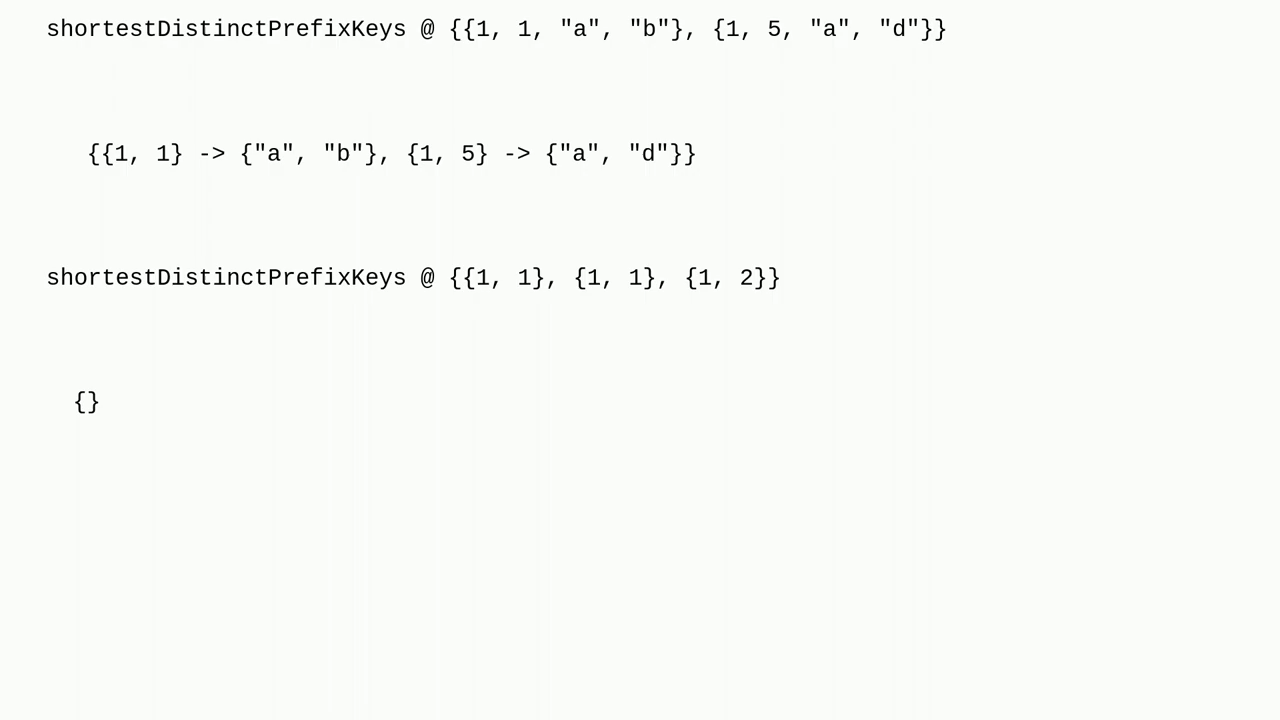 shortestDistinctPrefixKeys @ {{1, 1, "a", "b"}, {1, 5, "a", "d"}}
{{1, 1} -> {"a", "b"}, {1, 5} -> {"a", "d"}}
shortestDistinctPrefixKeys @ {{1, 1}, {1, 1}, {1, 2}}
{}